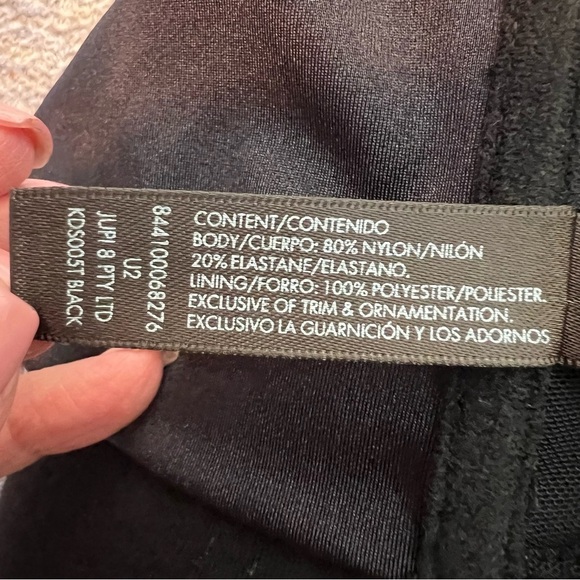 CONTENT/CONTENIDO
BODY/CUERPO: 80% NYLON/NILÓN
20% ELASTANE/ELASTANO.
LINING/FORRO: 100% POLYESTER/POLIESTER.
EXCLUSIVE OF TRIM & ORNAMENTATION.
EXCLUSIVO LA GUARNICIÓN Y LOS ADORNOS
844100068276
U2
JUPI 8 PTY LTD
KDS005T BLACK